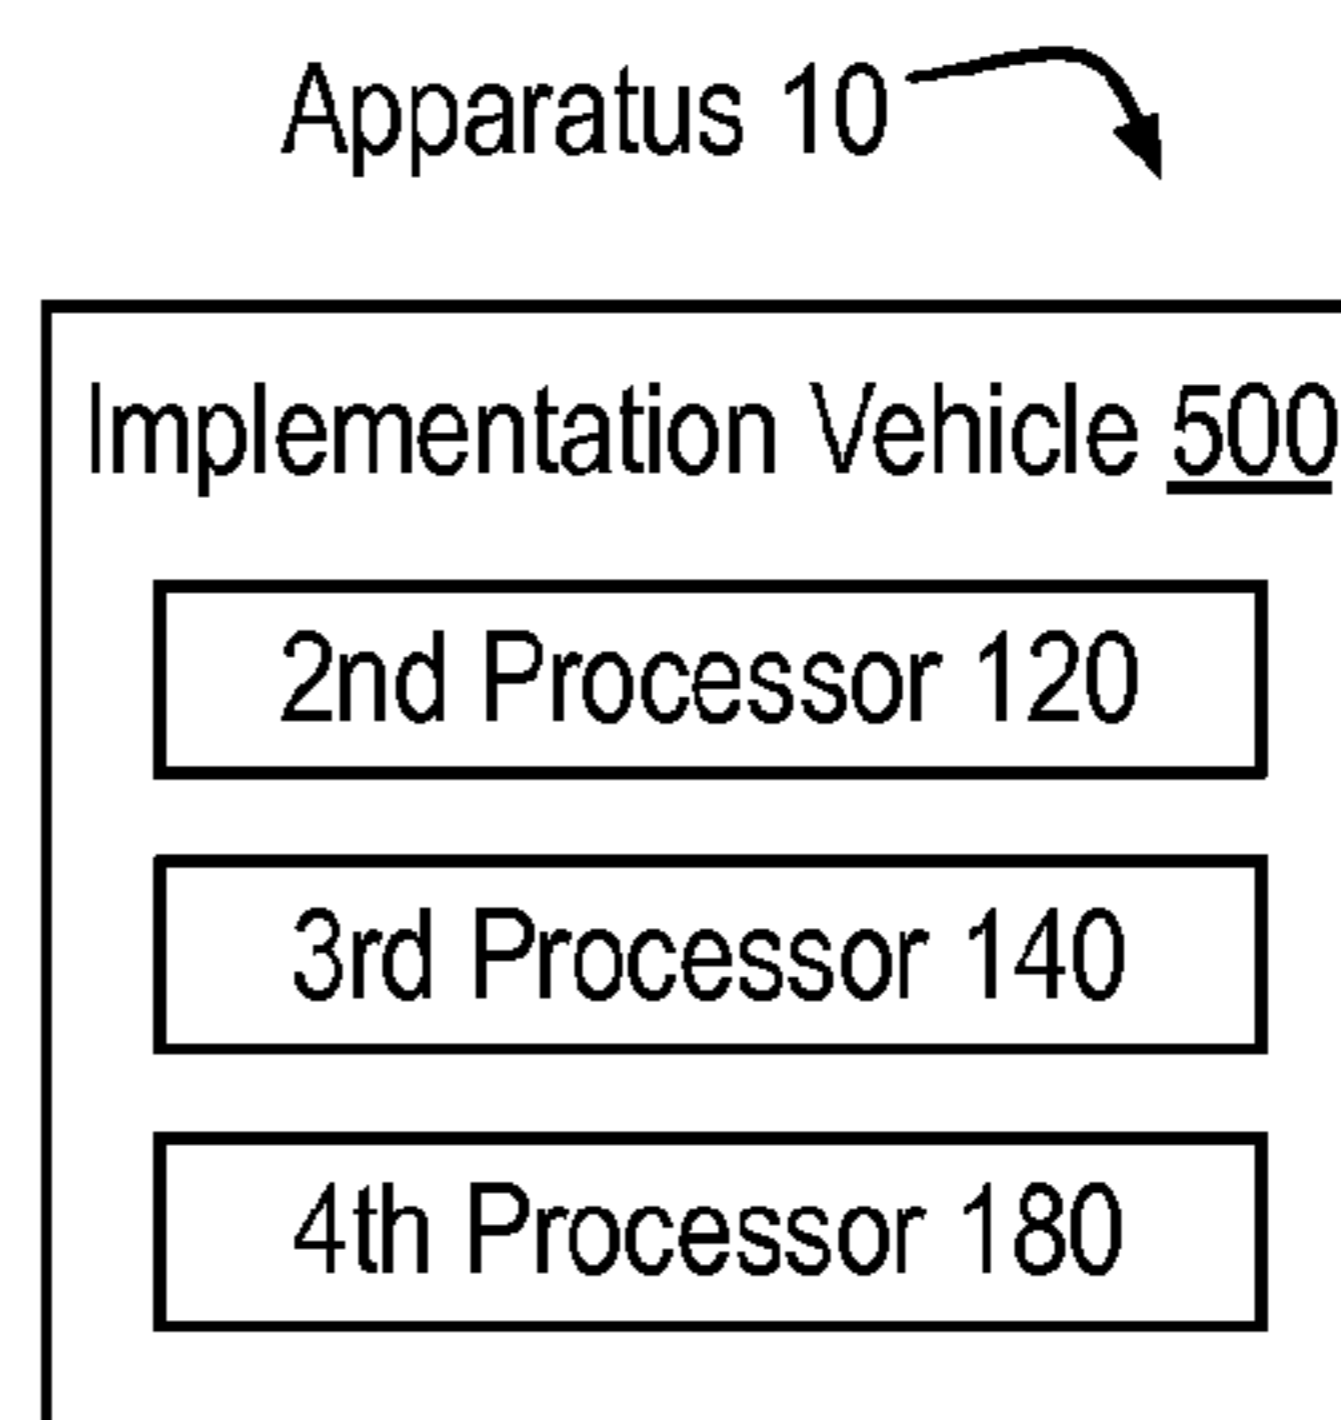 Apparatus 10
Implementation Vehicle 500
2nd Processor 120
3rd Processor 140
4th Processor 180